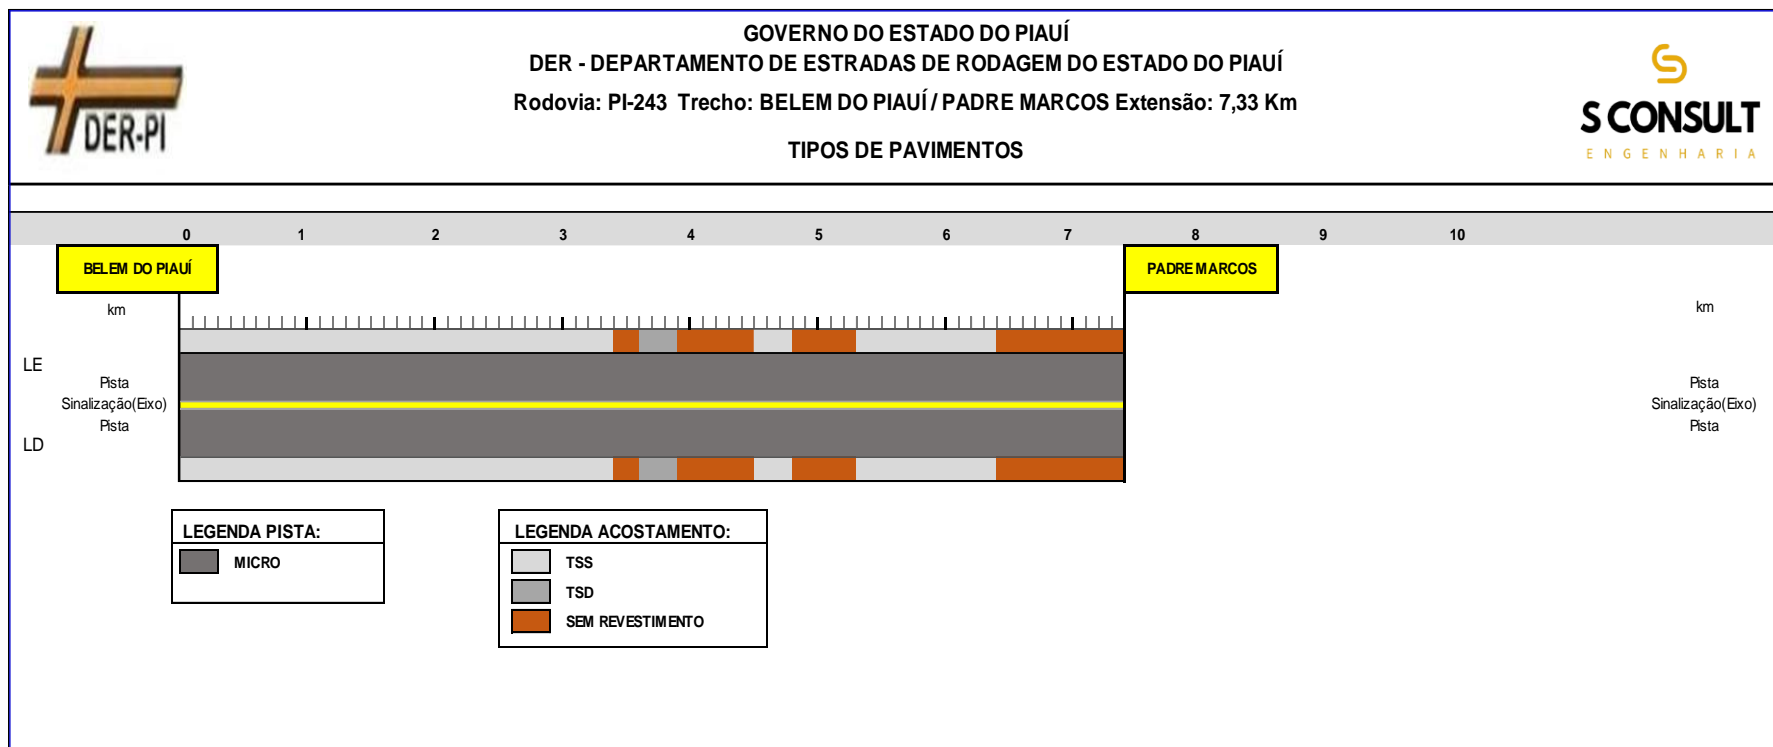 DER-PI
GOVERNO DO ESTADO DO PIAUÍ
DER - DEPARTAMENTO DE ESTRADAS DE RODAGEM DO ESTADO DO PIAUÍ
Rodovia: PI-243 Trecho: BELEM DO PIAUÍ / PADRE MARCOS Extensão: 7,33 Km
TIPOS DE PAVIMENTOS
S CONSULT
ENGENHARIA
0 1 2 3 4 5 6 7 8 9 10
BELEM DO PIAUÍ
PADRE MARCOS
km
km
LE
Pista
Sinalização(Eixo)
Pista
LD
Pista
Sinalização(Eixo)
Pista
LEGENDA PISTA:
MICRO
LEGENDA ACOSTAMENTO:
TSS
TSD
SEM REVESTIMENTO